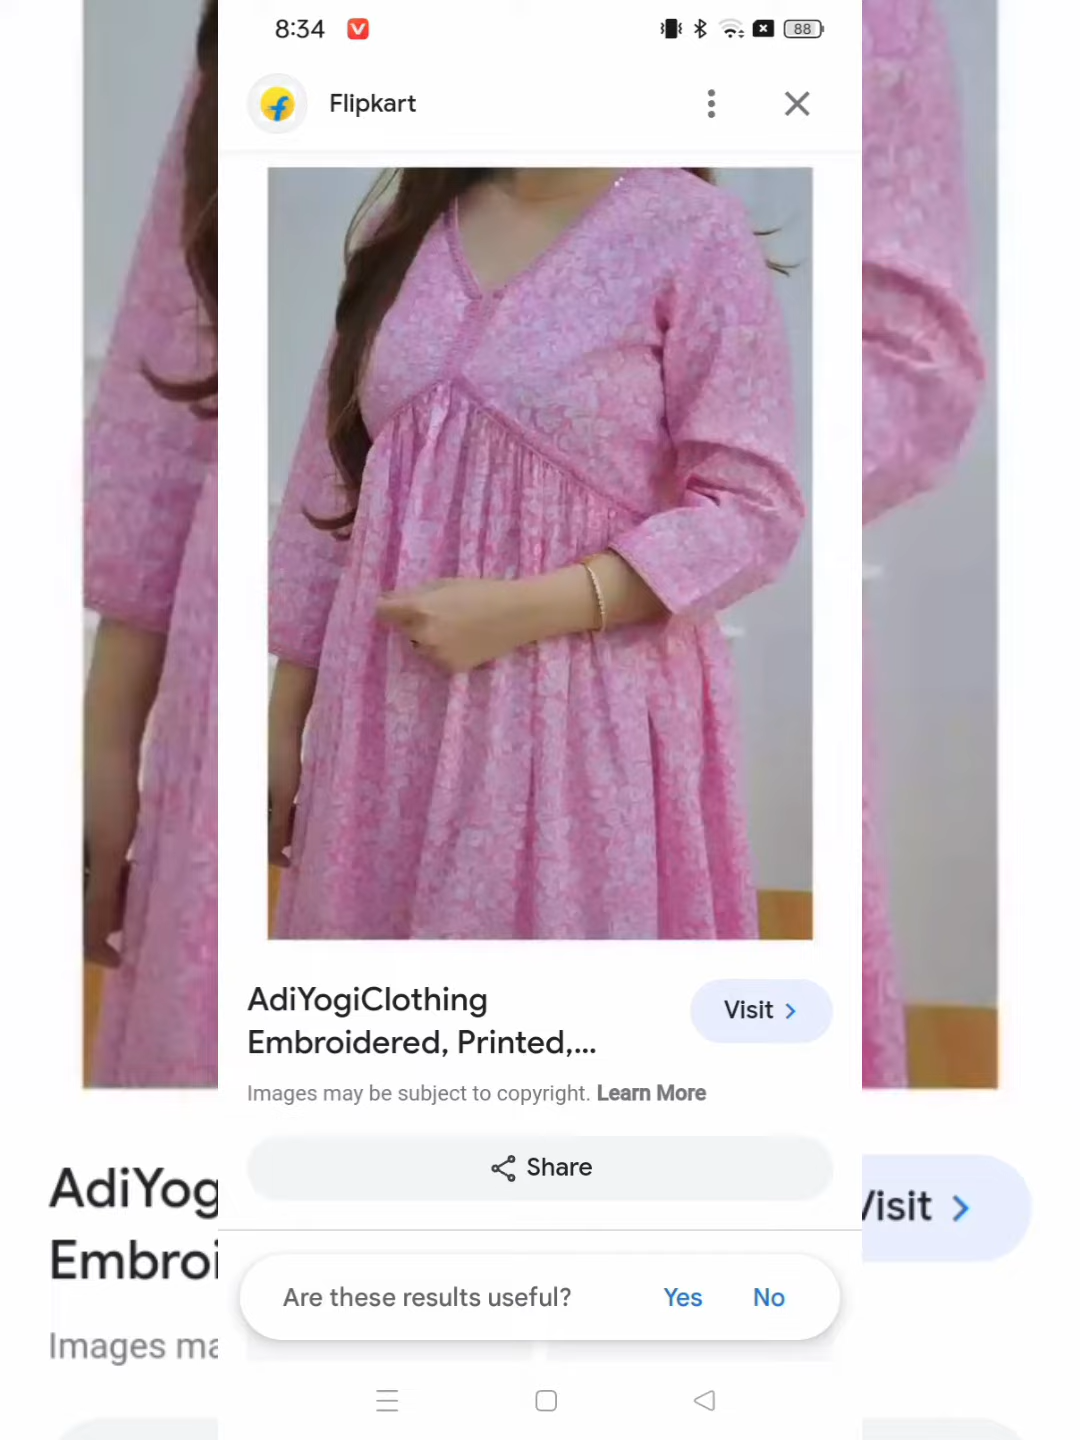 8:34
88
Flipkart
AdiYogiClothing
Embroidered, Printed,...
Visit >
Images may be subject to copyright. Learn More
Share
Are these results useful? Yes No
AdiYog
Embroi
Visit >
Images ma